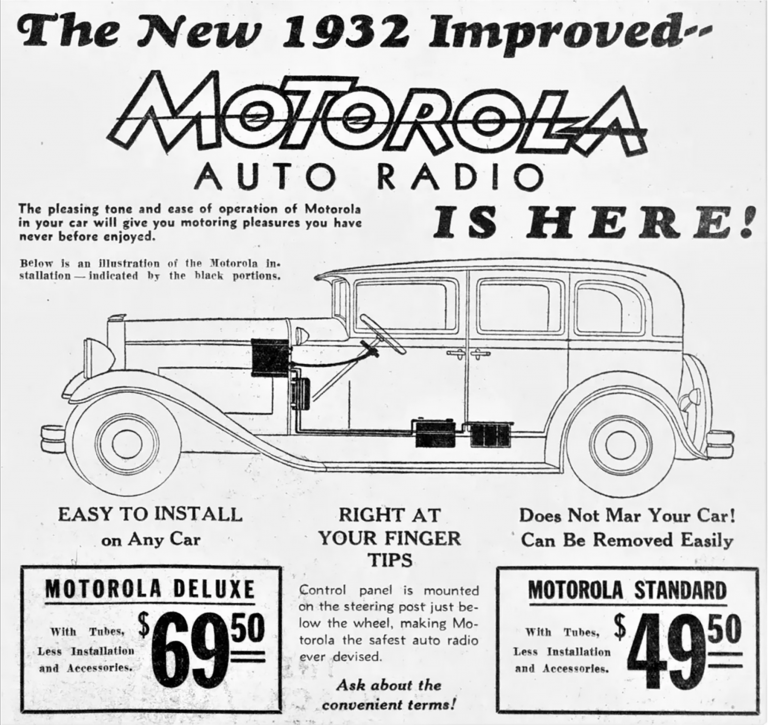 The New 1932 Improved--
MOTOROLA
AUTO RADIO
The pleasing tone and ease of operation of Motorola
in your car will give you motoring pleasures you have
never before enjoyed.
IS HERE!
Below is an illustration of the Motorola in-
stallation — indicated by the black portions.
EASY TO INSTALL
on Any Car
RIGHT AT
YOUR FINGER
TIPS
Does Not Mar Your Car!
Can Be Removed Easily
MOTOROLA DELUXE
With Tubes,
Less Installation
and Accessories.
$69.50
Control panel is mounted
on the steering post just be-
low the wheel, making Mo-
torola the safest auto radio
ever devised.
Ask about the
convenient terms!
MOTOROLA STANDARD
With Tubes,
Less Installation
and Accessories.
$49.50